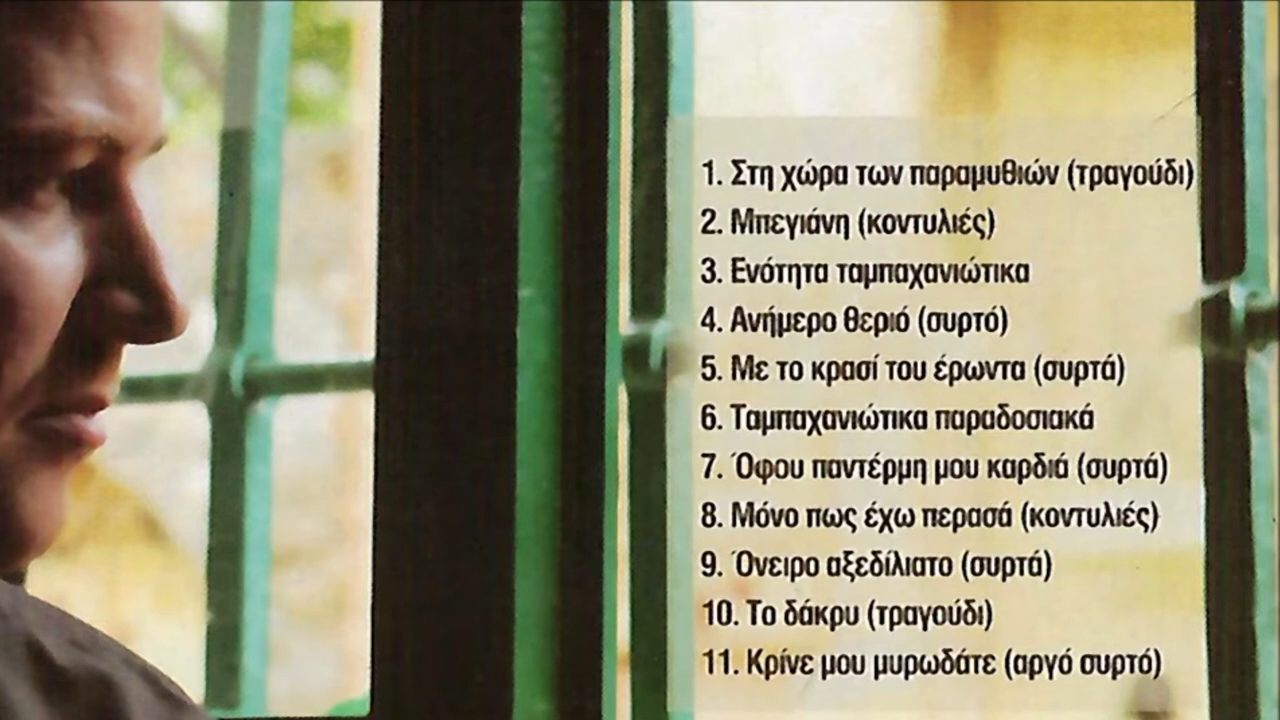 1. Στη χώρα των παραμυθιών (τραγούδι)
2. Μπεγιάνη (κοντυλιές)
3. Ενότητα ταμπαχανιώτικα
4. Ανήμερο θεριό (συρτό)
5. Με το κρασί του έρωντα (συρτά)
6. Ταμπαχανιώτικα παραδοσιακά
7. Όφου παντέρμη μου καρδιά (συρτά)
8. Μόνο πως έχω περασά (κοντυλιές)
9. Όνειρο αξεδίλιατο (συρτά)
10. Το δάκρυ (τραγούδι)
11. Κρίνε μου μυρωδάτε (αργό συρτό)